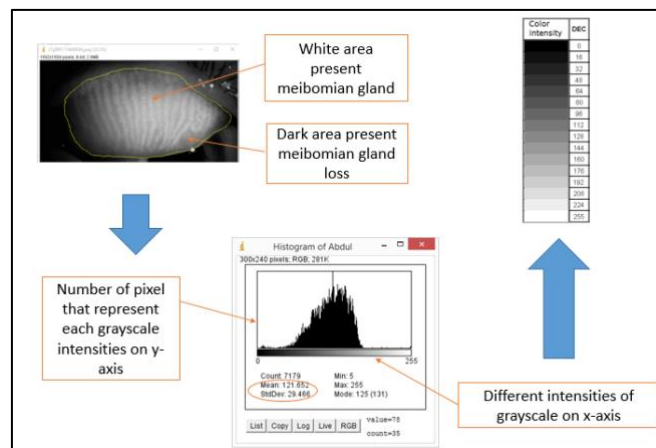 White area
present
meibomian gland
Dark area present
meibomian gland
loss
Color
intensity
DEC
0
16
32
48
64
80
96
112
128
144
160
176
192
208
224
255
Number of pixel
that represent
each grayscale
intensities on y-
axis
Histogram of Abdul
300x240 pixels; RGB; 281K
0
255
Count: 7179
Min: 5
Mean: 121.652
Max: 255
StdDev: 29.466
Mode: 125 (131)
List
Copy
Log
Live
RGB
value=78
count=35
Different intensities of
grayscale on x-axis